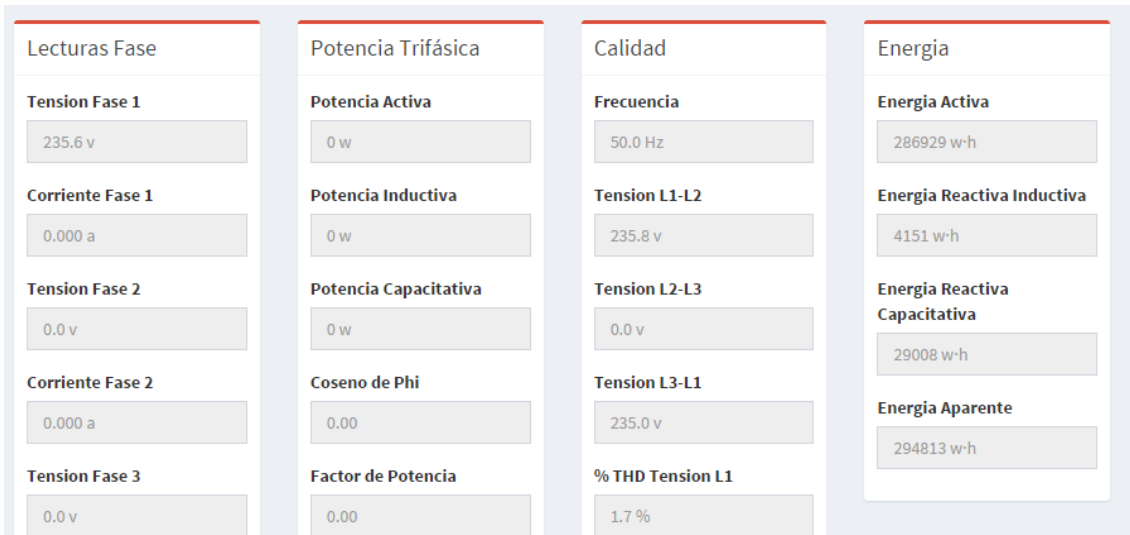 Lecturas Fase
Tension Fase 1
235.6 v
Corriente Fase 1
0.000 a
Tension Fase 2
0.0 v
Corriente Fase 2
0.000 a
Tension Fase 3
0.0 v
Potencia Trifásica
Potencia Activa
0 w
Potencia Inductiva
0 w
Potencia Capacitativa
0 w
Coseno de Phi
0.00
Factor de Potencia
0.00
Calidad
Frecuencia
50.0 Hz
Tension L1-L2
235.8 v
Tension L2-L3
0.0 v
Tension L3-L1
235.0 v
% THD Tension L1
1.7 %
Energia
Energia Activa
286929 w·h
Energia Reactiva Inductiva
4151 w·h
Energia Reactiva
Capacitativa
29008 w·h
Energia Aparente
294813 w·h